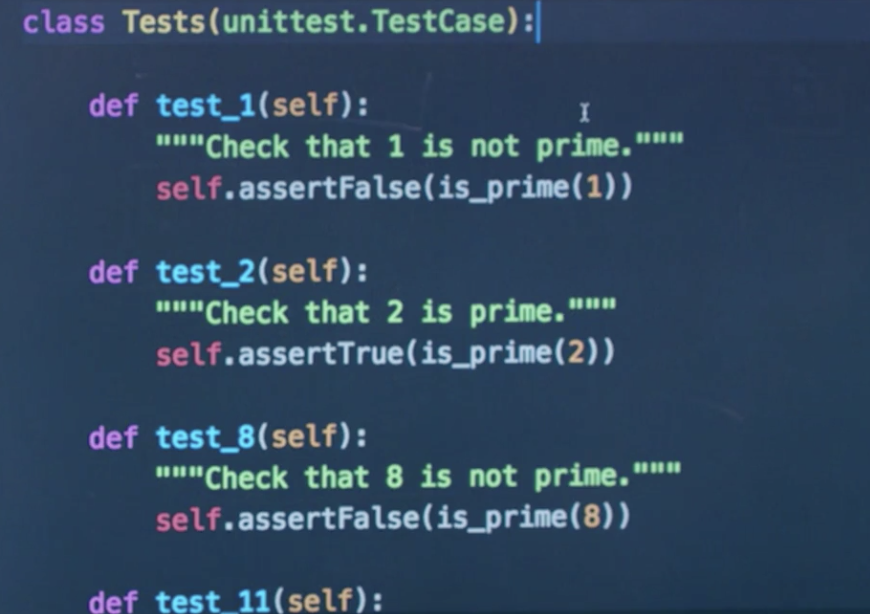 class Tests(unittest.TestCase):
def test_1(self):
"""Check that 1 is not prime."""
self.assertFalse(is_prime(1))
def test_2(self):
"""Check that 2 is prime."""
self.assertTrue(is_prime(2))
def test_8(self):
"""Check that 8 is not prime."""
self.assertFalse(is_prime(8))
def test_11(self):